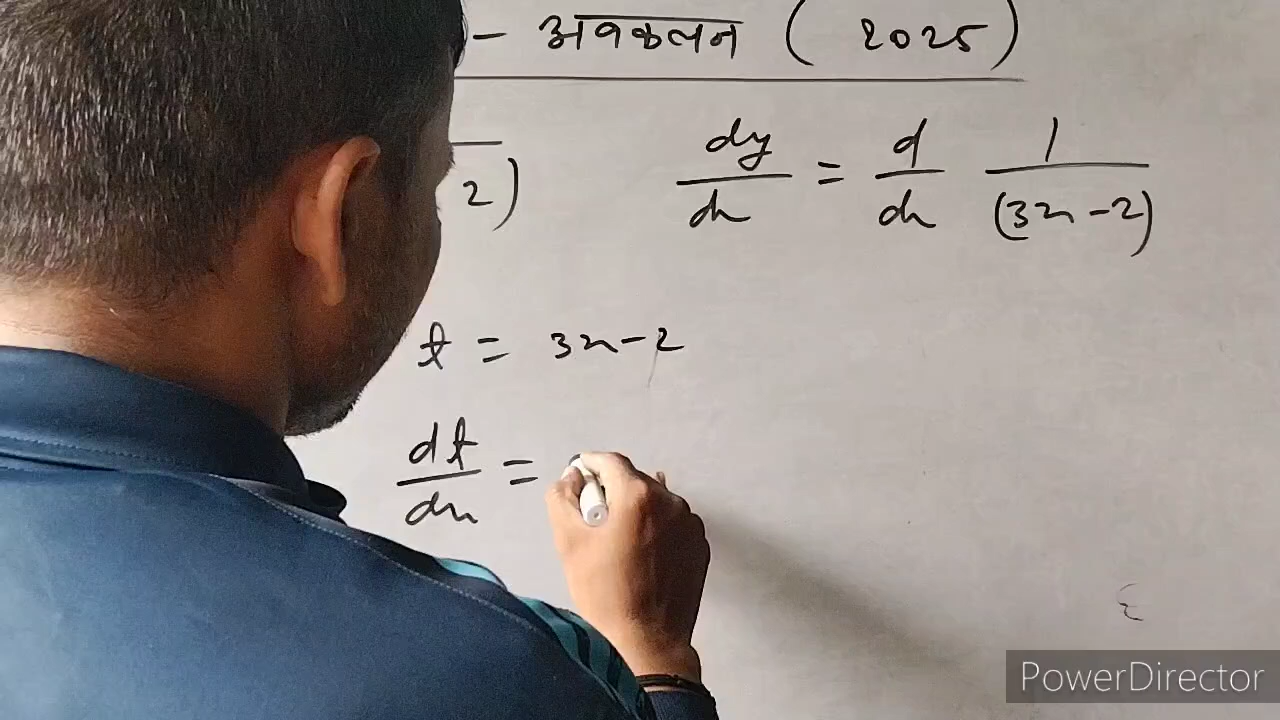 - अवकलन ( 2025 )
2) dy/dx = d/dx 1/(3x-2)
t = 3x-2
dt/dx =
PowerDirector